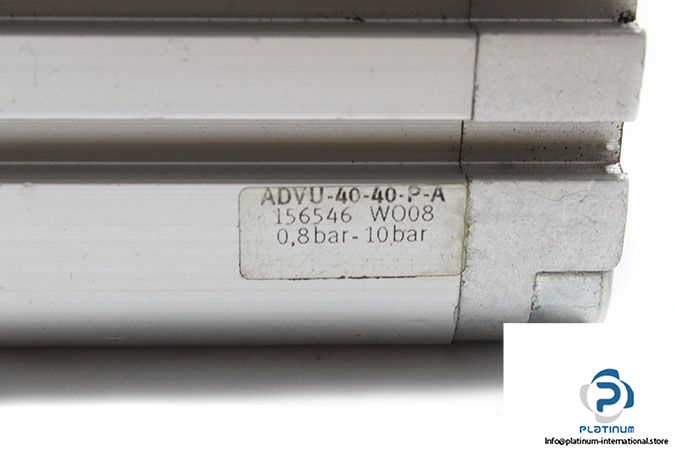 ADVU-40-40-P-A
156546 W008
0,8bar-10bar
PLATINUM
Info@platinum-international.store